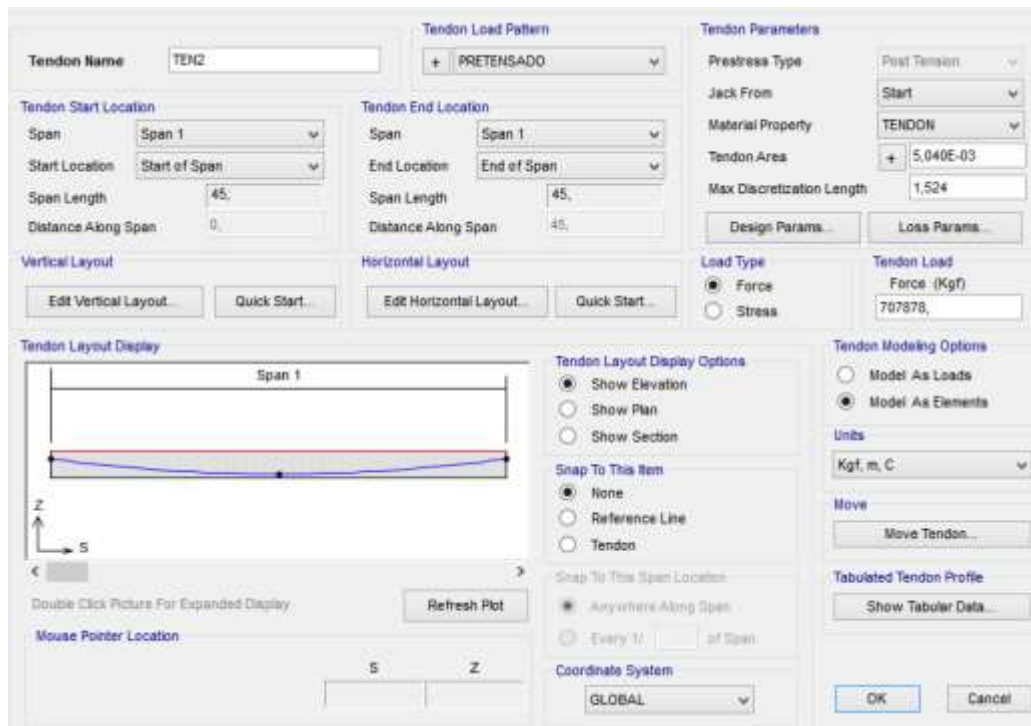 Tendon Name TEN2
Tendon Load Pattern
+ PRETENSADO
Tendon Parameters
Prestress Type Post Tension
Jack From Start
Material Property TENDON
Tendon Area + 5,040E-03
Max Discretization Length 1,524
Design Params... Loss Params...
Tendon Start Location
Span Span 1
Start Location Start of Span
Span Length 45,
Distance Along Span 0,
Tendon End Location
Span Span 1
End Location End of Span
Span Length 45,
Distance Along Span 45,
Vertical Layout
Edit Vertical Layout... Quick Start...
Horizontal Layout
Edit Horizontal Layout... Quick Start...
Load Type
Force
Stress
Tendon Load
Force (Kgf)
707878,
Tendon Layout Display
Span 1
Z
S
Double Click Picture For Expanded Display
Refresh Plot
Mouse Pointer Location
S Z
Tendon Layout Display Options
Show Elevation
Show Plan
Show Section
Snap To This Item
None
Reference Line
Tendon
Snap To This Span Location
Anywhere Along Span
Every 1/ of Span
Coordinate System
GLOBAL
Tendon Modeling Options
Model As Loads
Model As Elements
Units
Kgf, m, C
Move
Move Tendon...
Tabulated Tendon Profile
Show Tabular Data...
OK Cancel